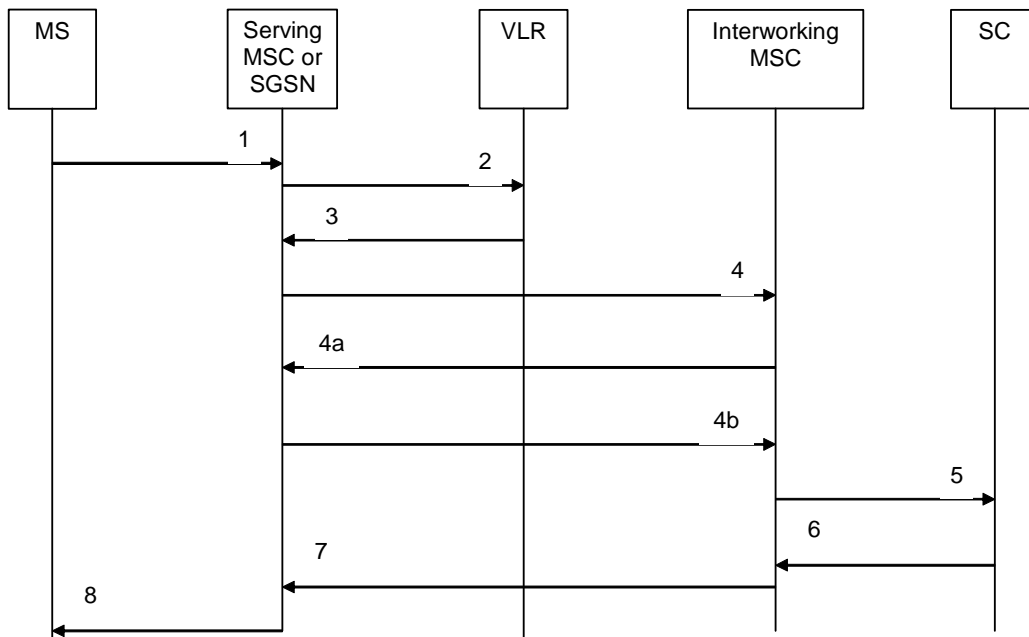 MS
Serving
MSC or
SGSN
VLR
Interworking
MSC
SC
1
2
3
4
4a
4b
5
6
7
8